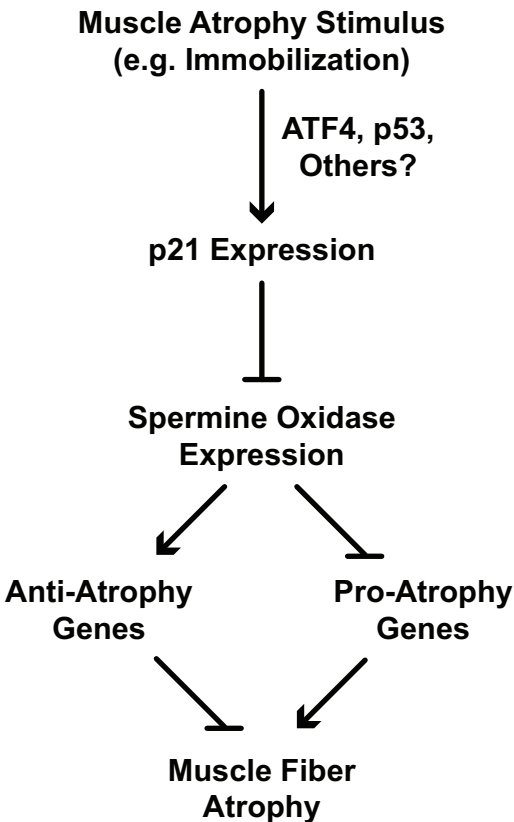 Muscle Atrophy Stimulus
(e.g. Immobilization)
ATF4, p53,
Others?
p21 Expression
Spermine Oxidase
Expression
Anti-Atrophy
Genes
Pro-Atrophy
Genes
Muscle Fiber
Atrophy